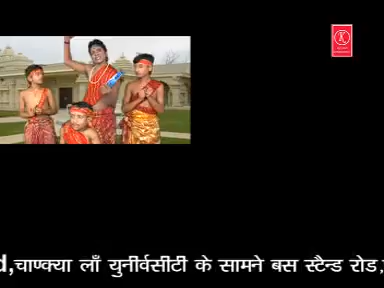 d,चाण्क्या लाँ युर्नीवर्सीटी के सामने बस स्टैन्ड रोड,